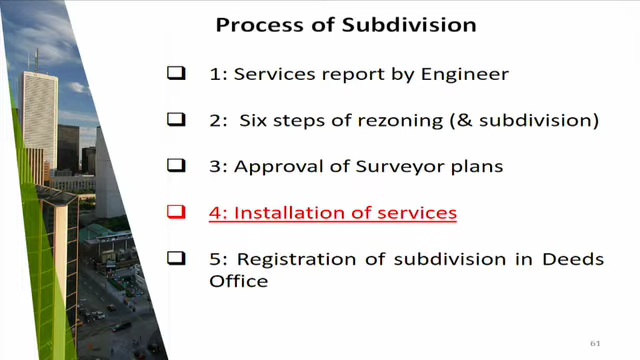 Process of Subdivision
1: Services report by Engineer
2: Six steps of rezoning (& subdivision)
3: Approval of Surveyor plans
4: Installation of services
5: Registration of subdivision in Deeds
Office
61